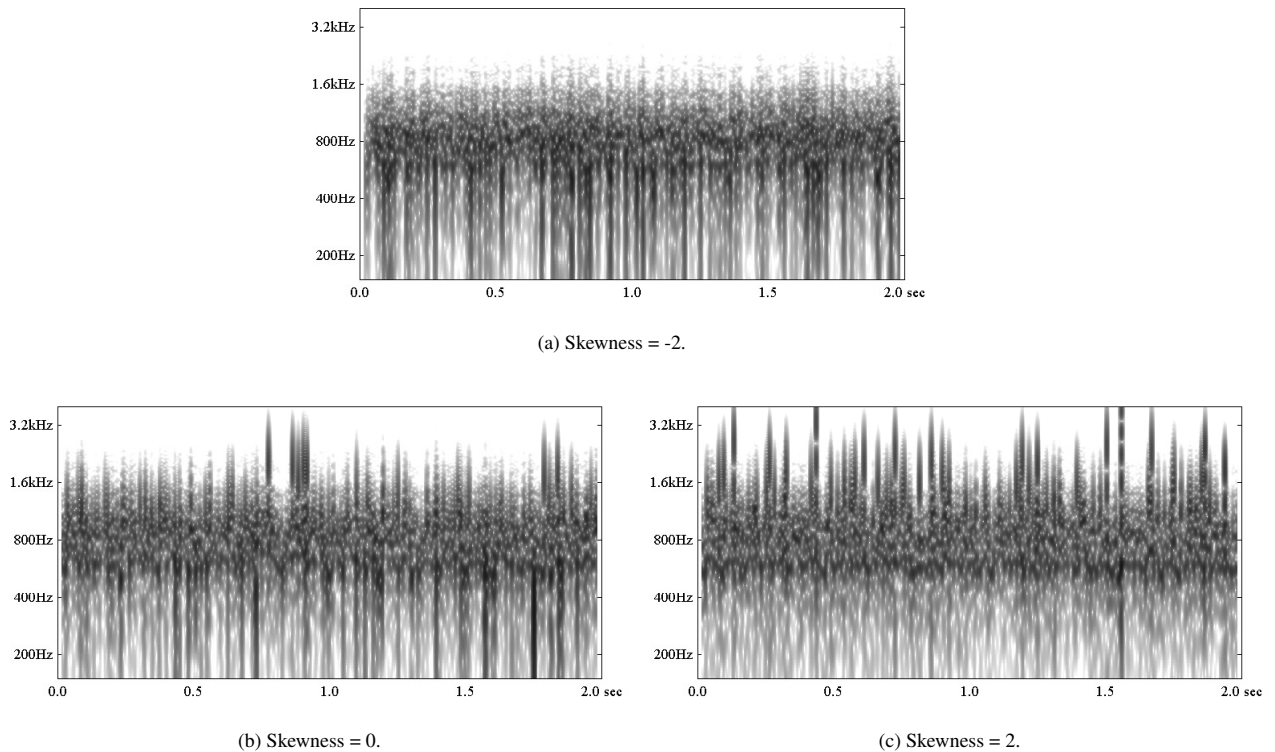 3.2kHz
1.6kHz
800Hz
400Hz
200Hz
0.0 0.5 1.0 1.5 2.0 sec
(a) Skewness = -2.
3.2kHz
1.6kHz
800Hz
400Hz
200Hz
0.0 0.5 1.0 1.5 2.0 sec
(b) Skewness = 0.
3.2kHz
1.6kHz
800Hz
400Hz
200Hz
0.0 0.5 1.0 1.5 2.0 sec
(c) Skewness = 2.